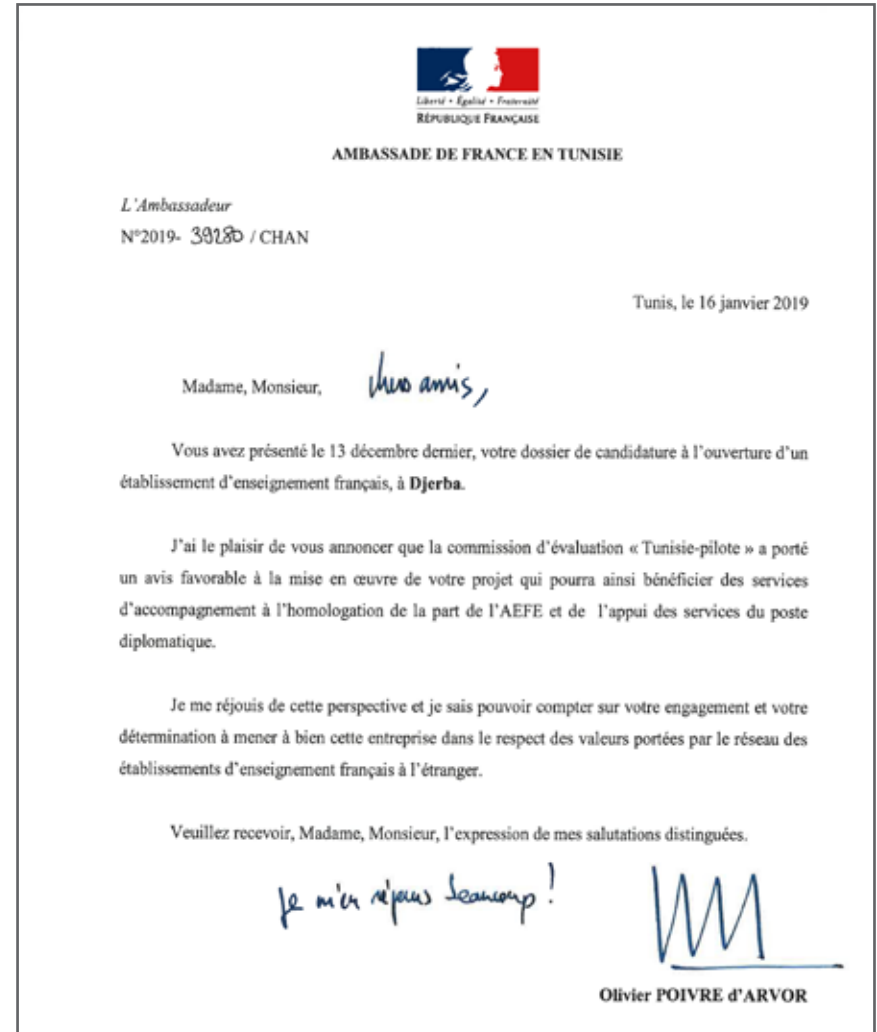 Liberté • Égalité • Fraternité
RÉPUBLIQUE FRANÇAISE
AMBASSADE DE FRANCE EN TUNISIE
L'Ambassadeur
N°2019- 39280 / CHAN
Tunis, le 16 janvier 2019
Madame, Monsieur, chers amis,
Vous avez présenté le 13 décembre dernier, votre dossier de candidature à l'ouverture d'un
établissement d'enseignement français, à Djerba.
J'ai le plaisir de vous annoncer que la commission d'évaluation « Tunisie-pilote » a porté
un avis favorable à la mise en œuvre de votre projet qui pourra ainsi bénéficier des services
d'accompagnement à l'homologation de la part de l'AEFE et de l'appui des services du poste
diplomatique.
Je me réjouis de cette perspective et je sais pouvoir compter sur votre engagement et votre
détermination à mener à bien cette entreprise dans le respect des valeurs portées par le réseau des
établissements d'enseignement français à l'étranger.
Veuillez recevoir, Madame, Monsieur, l'expression de mes salutations distinguées.
Je m'en réjouis beaucoup !
Olivier POIVRE d'ARVOR